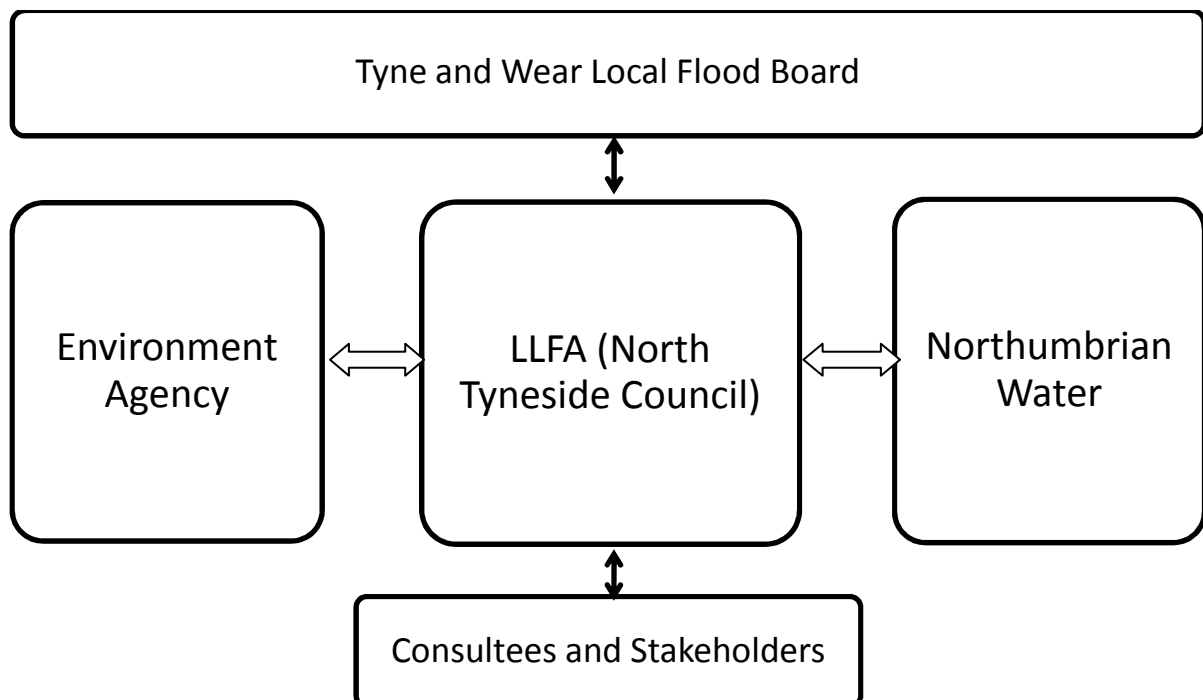 Tyne and Wear Local Flood Board
Environment
Agency
LLFA (North
Tyneside Council)
Northumbrian
Water
Consultees and Stakeholders